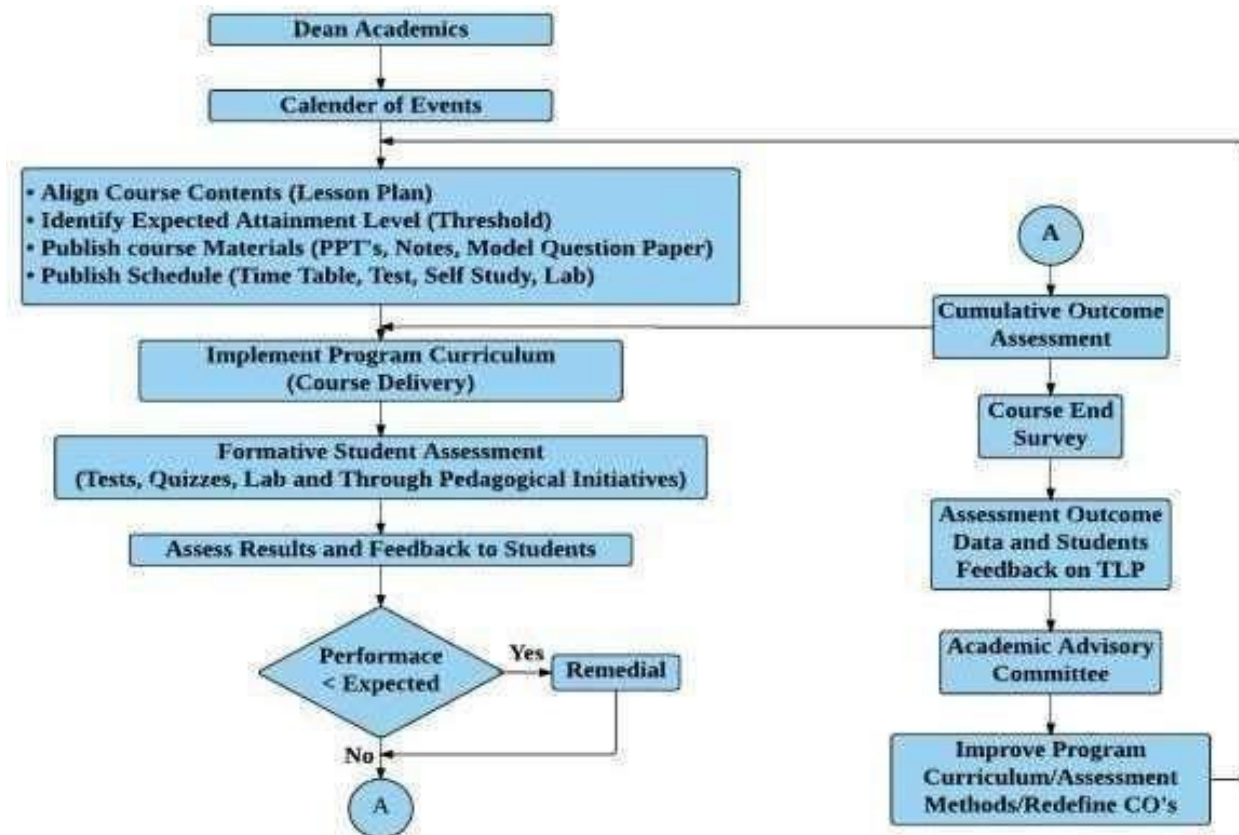 Dean Academics
Calender of Events
• Align Course Contents (Lesson Plan)
• Identify Expected Attainment Level (Threshold)
• Publish course Materials (PPT's, Notes, Model Question Paper)
• Publish Schedule (Time Table, Test, Self Study, Lab)
Implement Program Curriculum
(Course Delivery)
Formative Student Assessment
(Tests, Quizzes, Lab and Through Pedagogical Initiatives)
Assess Results and Feedback to Students
Performace
< Expected
Yes
Remedial
No
A
A
Cumulative Outcome
Assessment
Course End
Survey
Assessment Outcome
Data and Students
Feedback on TLP
Academic Advisory
Committee
Improve Program
Curriculum/Assessment
Methods/Redefine CO's